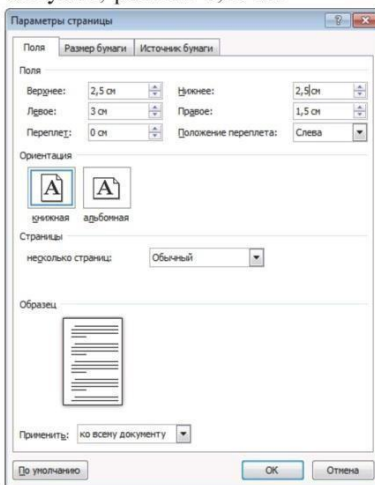 Параметры страницы
Поля Размер бумаги Источник бумаги
Поля
Верхнее: 2,5 см Нижнее: 2,5 см
Левое: 3 см Правое: 1,5 см
Переплет: 0 см Положение переплета: Слева
Ориентация
A A
книжная альбомная
Страницы
несколько страниц: Обычный
Образец
Применить: ко всему документу
По умолчанию ОК Отмена